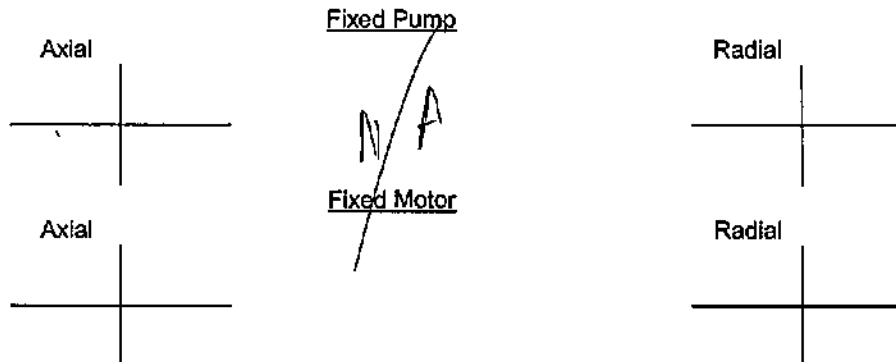 Fixed Pump
Axial
Radial
N A
Fixed Motor
Axial
Radial